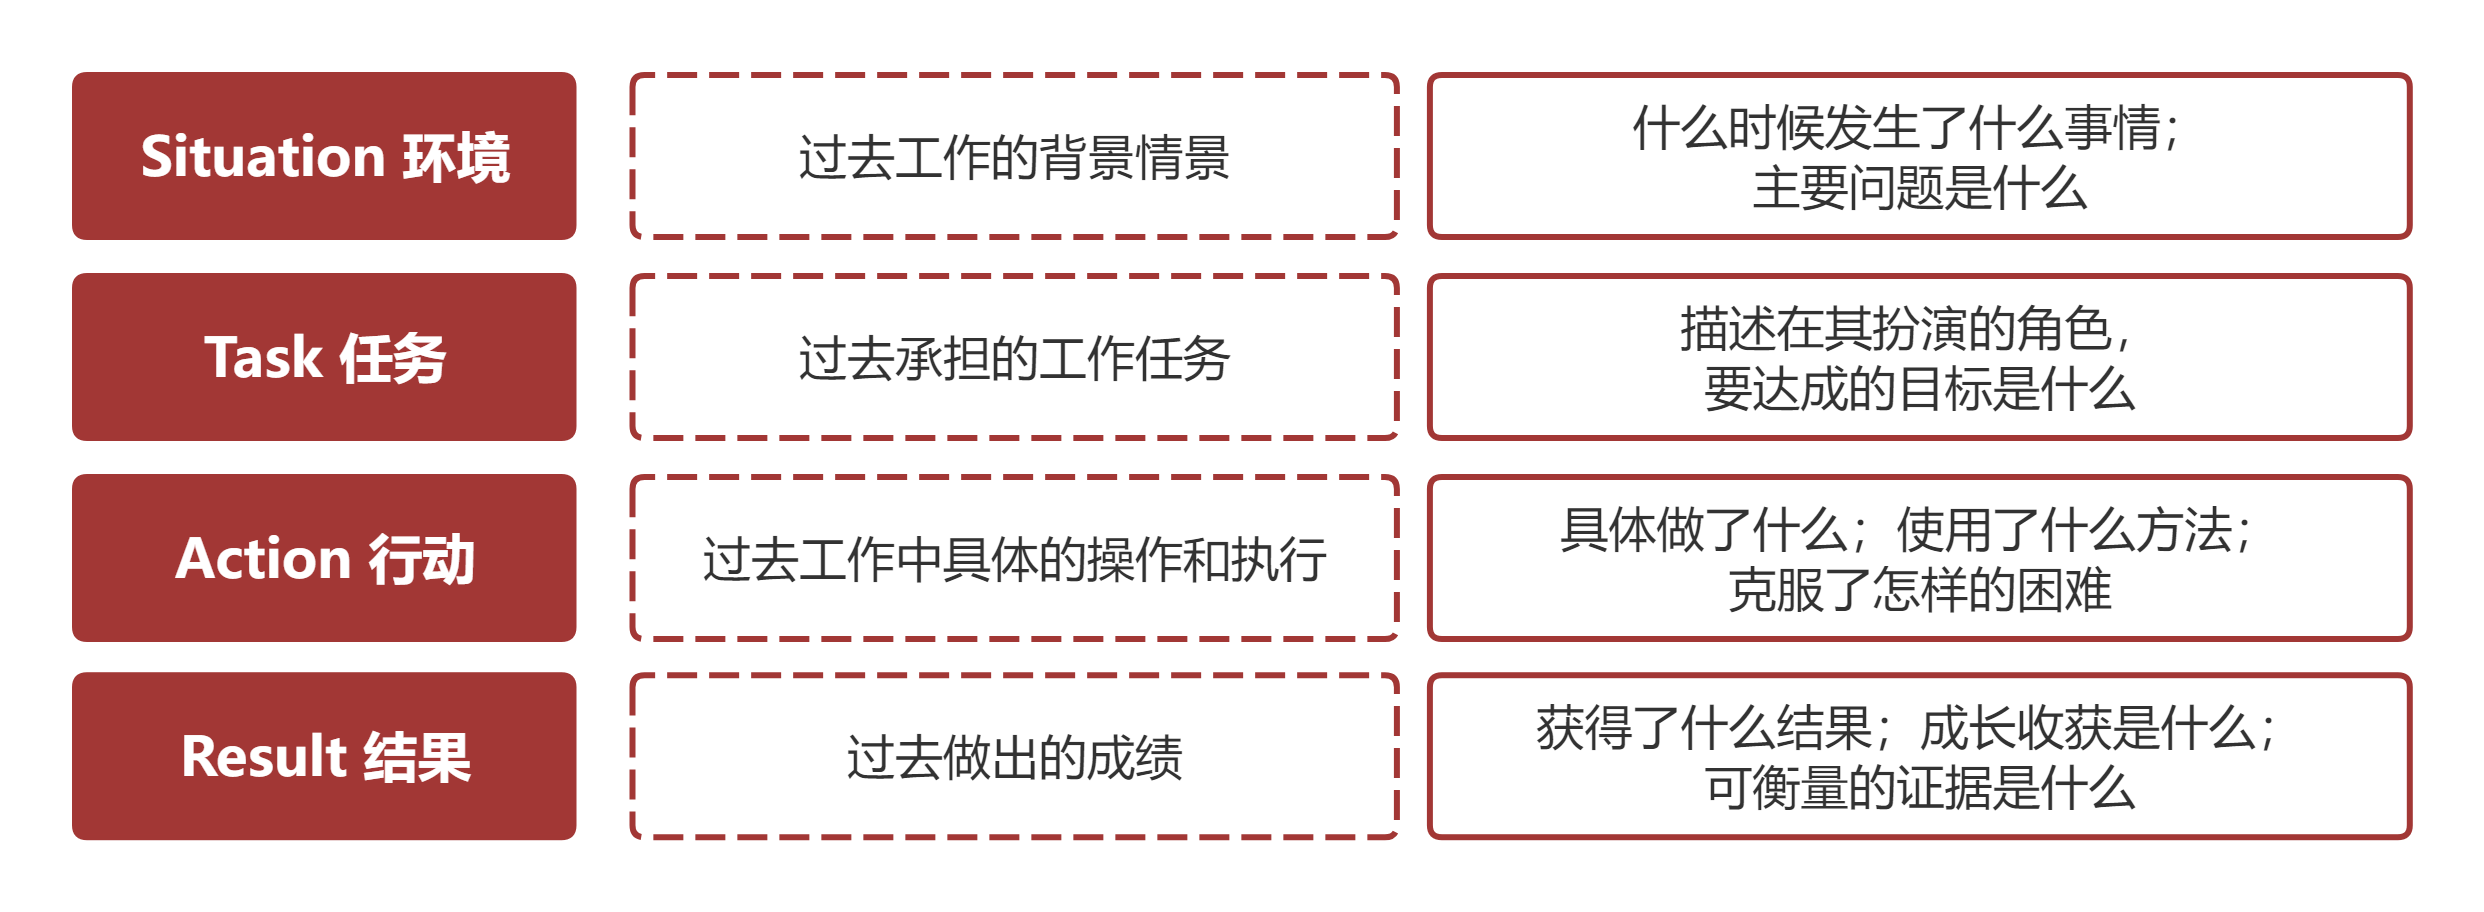 Situation 环境
过去工作的背景情景
什么时候发生了什么事情；
主要问题是什么
Task 任务
过去承担的工作任务
描述在其扮演的角色，
要达成的目标是什么
Action 行动
过去工作中具体的操作和执行
具体做了什么；使用了什么方法；
克服了怎样的困难
Result 结果
过去做出的成绩
获得了什么结果；成长收获是什么；
可衡量的证据是什么